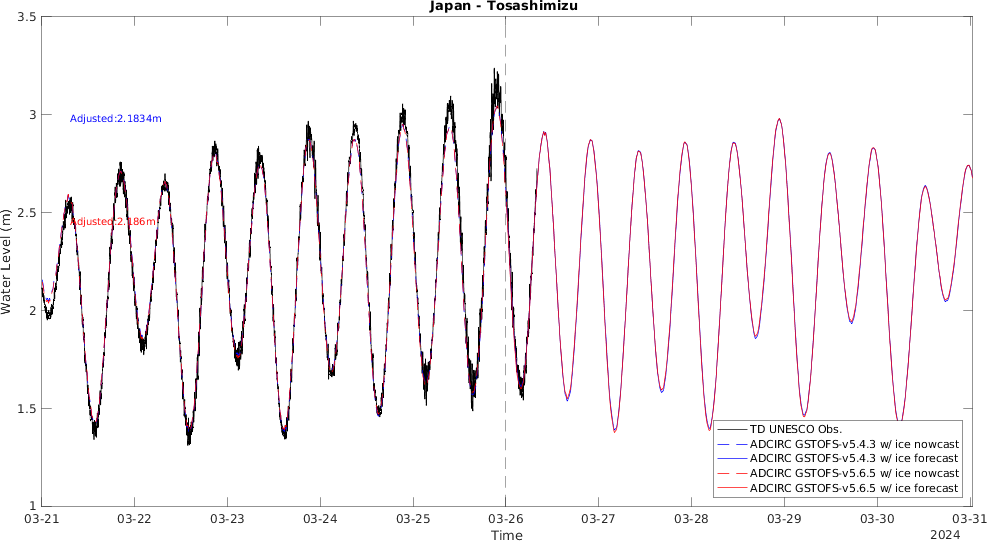 Japan - Tosashimizu
3.5
3
2.5
2
1.5
1
Water Level (m)
Adjusted:2.1834m
Adjusted:2.186m
TD UNESCO Obs.
ADCIRC GSTOFS-v5.4.3 w/ ice nowcast
ADCIRC GSTOFS-v5.4.3 w/ ice forecast
ADCIRC GSTOFS-v5.6.5 w/ ice nowcast
ADCIRC GSTOFS-v5.6.5 w/ ice forecast
03-21 03-22 03-23 03-24 03-25 03-26 03-27 03-28 03-29 03-30 03-31
Time
2024